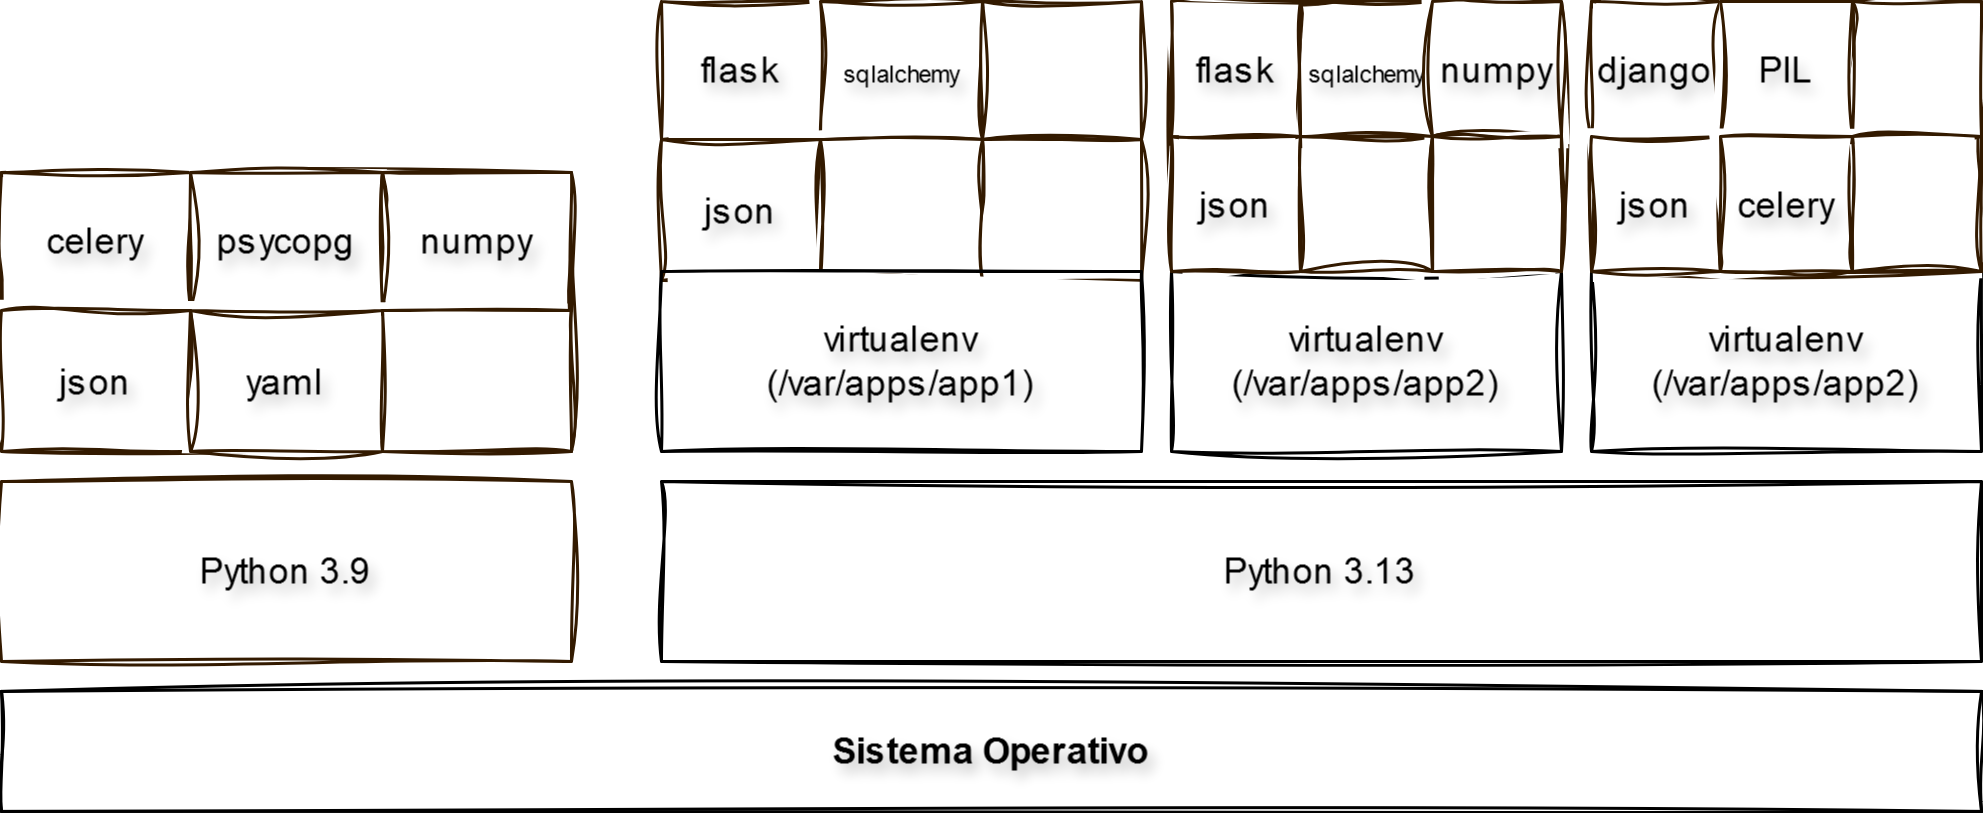 flask
sqlalchemy
json
flask
sqlalchemy
numpy
json
django
PIL
json
celery
celery
psycopg
numpy
json
yaml
virtualenv
(/var/apps/app1)
virtualenv
(/var/apps/app2)
virtualenv
(/var/apps/app2)
Python 3.9
Python 3.13
Sistema Operativo